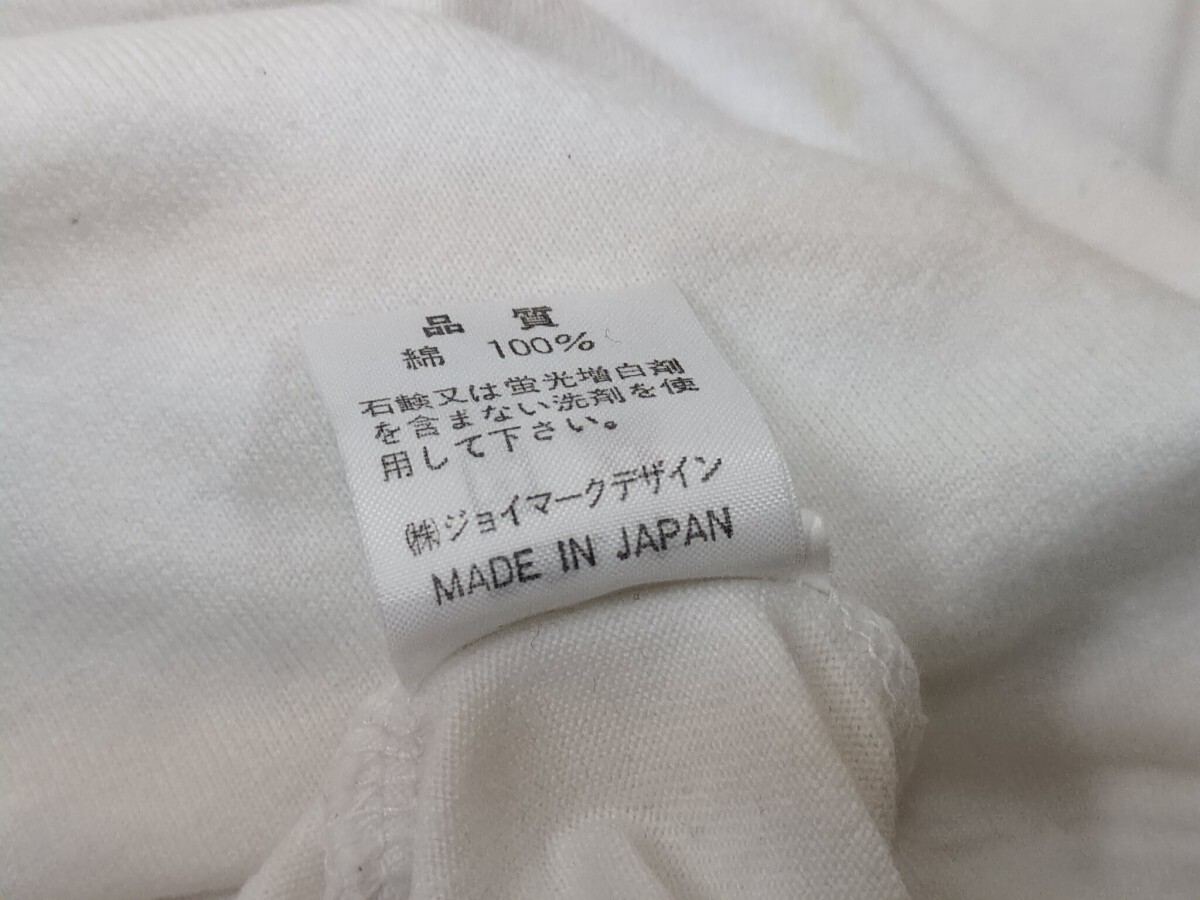 品 質
綿 100%
石鹸又は蛍光増白剤
を含まない洗剤を使
用して下さい。
㈱ジョイマークデザイン
MADE IN JAPAN